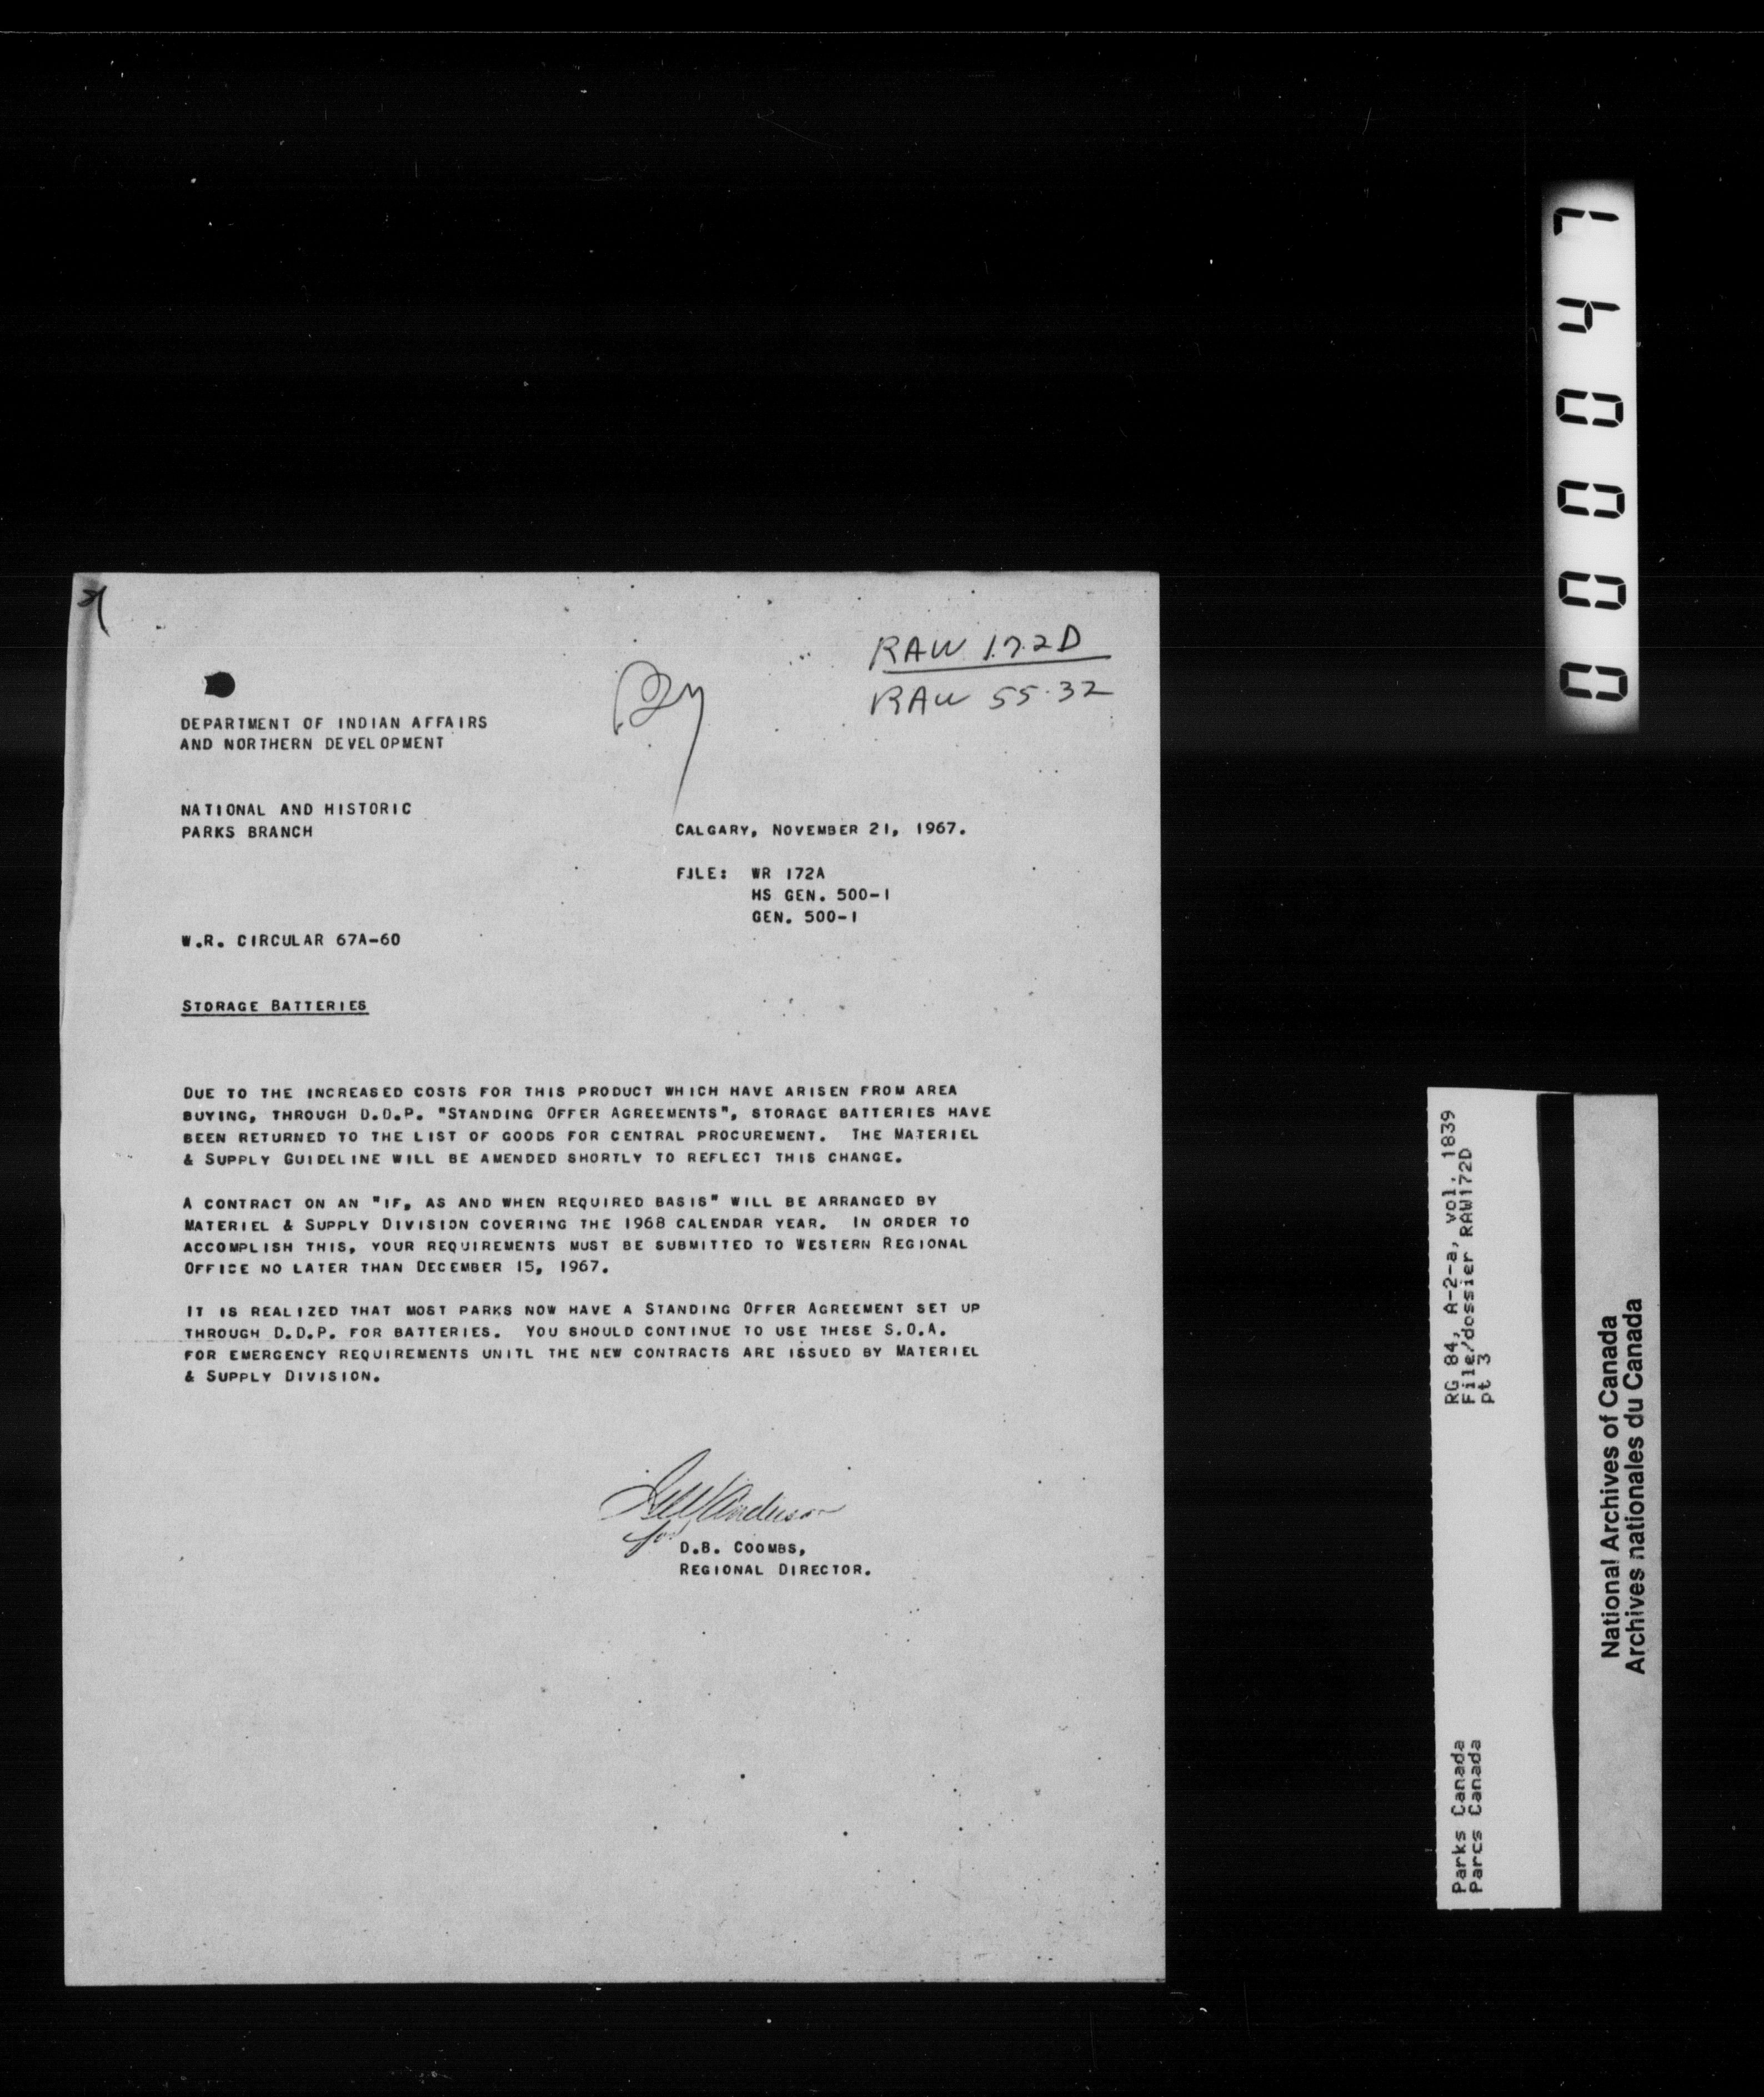 RAW 172D
RAW 55.32
DEPARTMENT OF INDIAN AFFAIRS
AND NORTHERN DEVELOPMENT
NATIONAL AND HISTORIC
PARKS BRANCH
CALGARY, NOVEMBER 21, 1967.
FILE: WR 172A
HS GEN. 500-1
GEN. 500-1
W.R. CIRCULAR 67A-60
STORAGE BATTERIES
DUE TO THE INCREASED COSTS FOR THIS PRODUCT WHICH HAVE ARISEN FROM AREA
BUYING, THROUGH D.D.P. "STANDING OFFER AGREEMENTS", STORAGE BATTERIES HAVE
BEEN RETURNED TO THE LIST OF GOODS FOR CENTRAL PROCUREMENT. THE MATERIEL
& SUPPLY GUIDELINE WILL BE AMENDED SHORTLY TO REFLECT THIS CHANGE.
A CONTRACT ON AN "IF, AS AND WHEN REQUIRED BASIS" WILL BE ARRANGED BY
MATERIEL & SUPPLY DIVISION COVERING THE 1968 CALENDAR YEAR. IN ORDER TO
ACCOMPLISH THIS, YOUR REQUIREMENTS MUST BE SUBMITTED TO WESTERN REGIONAL
OFFICE NO LATER THAN DECEMBER 15, 1967.
IT IS REALIZED THAT MOST PARKS NOW HAVE A STANDING OFFER AGREEMENT SET UP
THROUGH D.D.P. FOR BATTERIES. YOU SHOULD CONTINUE TO USE THESE S.O.A.
FOR EMERGENCY REQUIREMENTS UNITL THE NEW CONTRACTS ARE ISSUED BY MATERIEL
& SUPPLY DIVISION.
Anderson
for
D.B. COOMBS,
REGIONAL DIRECTOR.
000047
RG 84, A-2-a, vol. 1839
File/dossier RAW172D
pt 3
Parks Canada
Parcs Canada
National Archives of Canada
Archives nationales du Canada